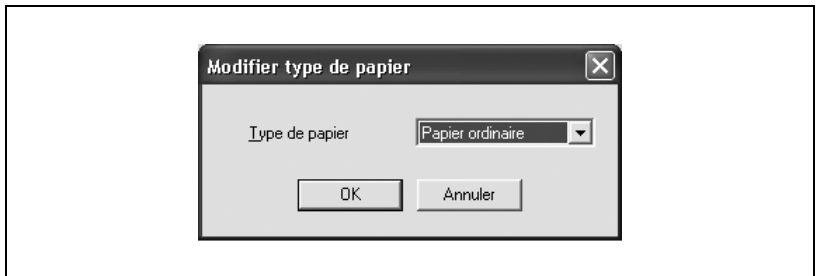 Modifier type de papier
Type de papier
Papier ordinaire
OK
Annuler